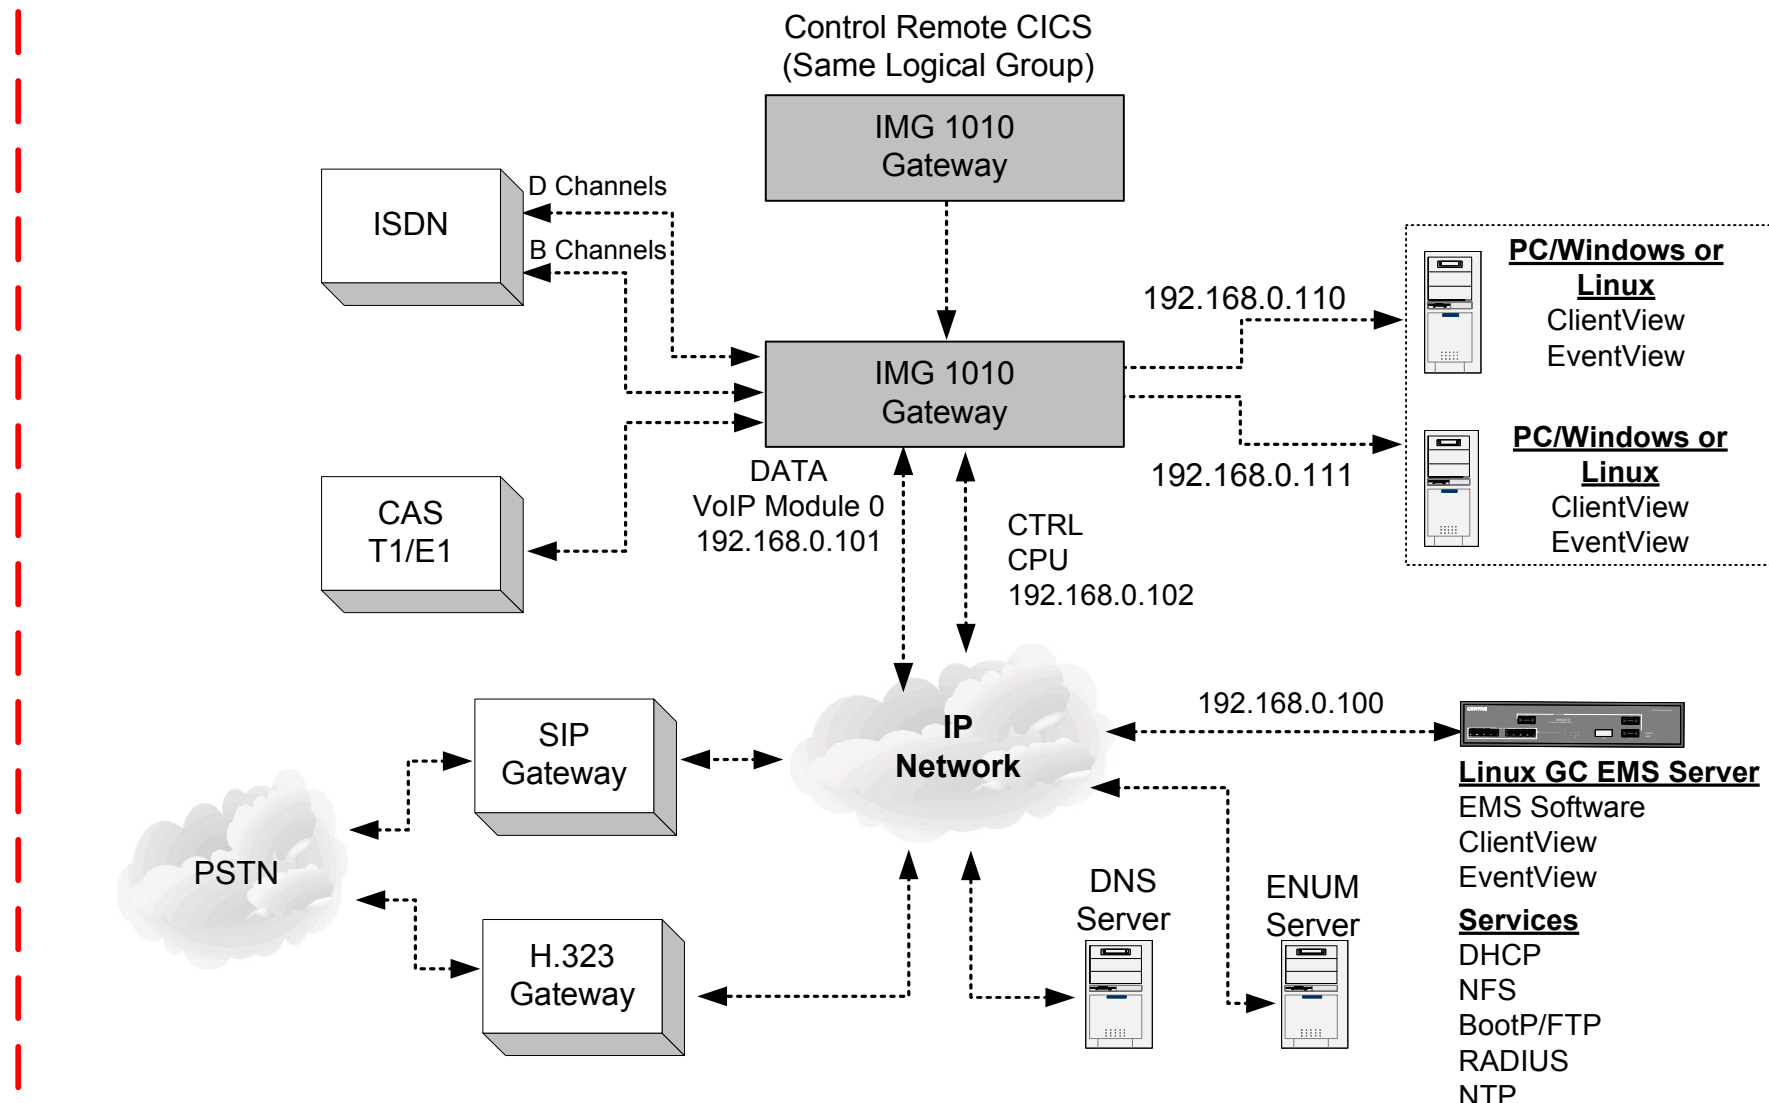 Control Remote CICS
(Same Logical Group)
IMG 1010
Gateway
ISDN
D Channels
B Channels
IMG 1010
Gateway
192.168.0.110
192.168.0.111
PC/Windows or
Linux
ClientView
EventView
PC/Windows or
Linux
ClientView
EventView
CAS
T1/E1
DATA
VoIP Module 0
192.168.0.101
CTRL
CPU
192.168.0.102
SIP
Gateway
IP
Network
192.168.0.100
PSTN
H.323
Gateway
DNS
Server
ENUM
Server
Linux GC EMS Server
EMS Software
ClientView
EventView
Services
DHCP
NFS
BootP/FTP
RADIUS
NTP